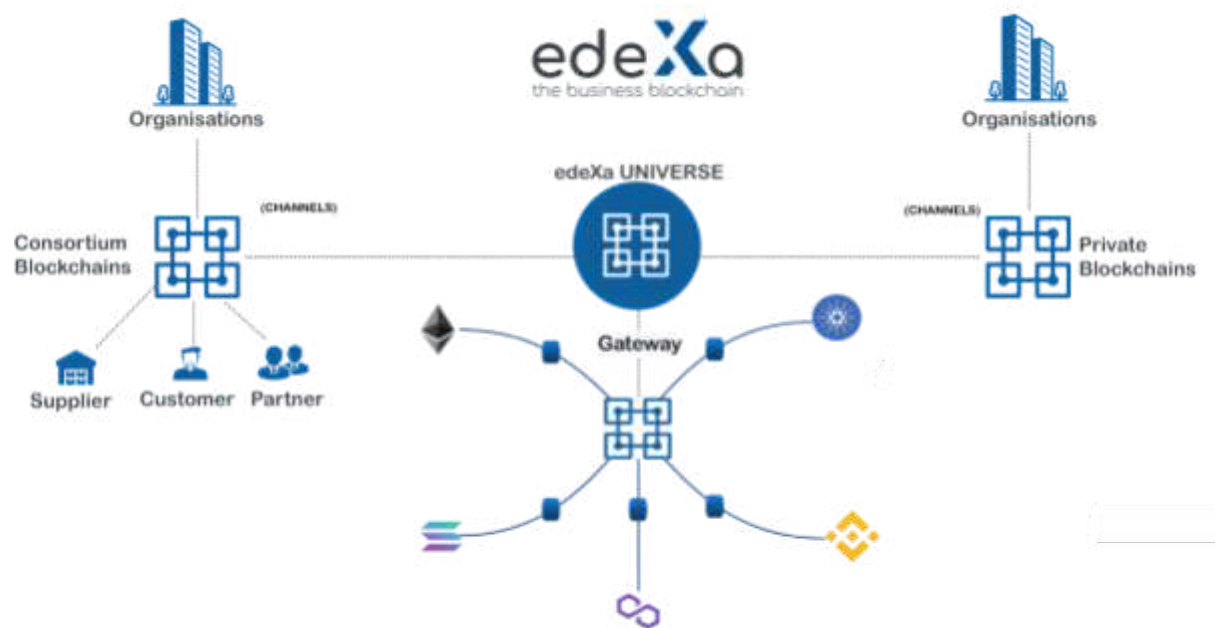 edeXa
the business blockchain
Organisations
Organisations
edeXa UNIVERSE
(CHANNELS)
(CHANNELS)
Consortium
Blockchains
Private
Blockchains
Gateway
Supplier
Customer
Partner